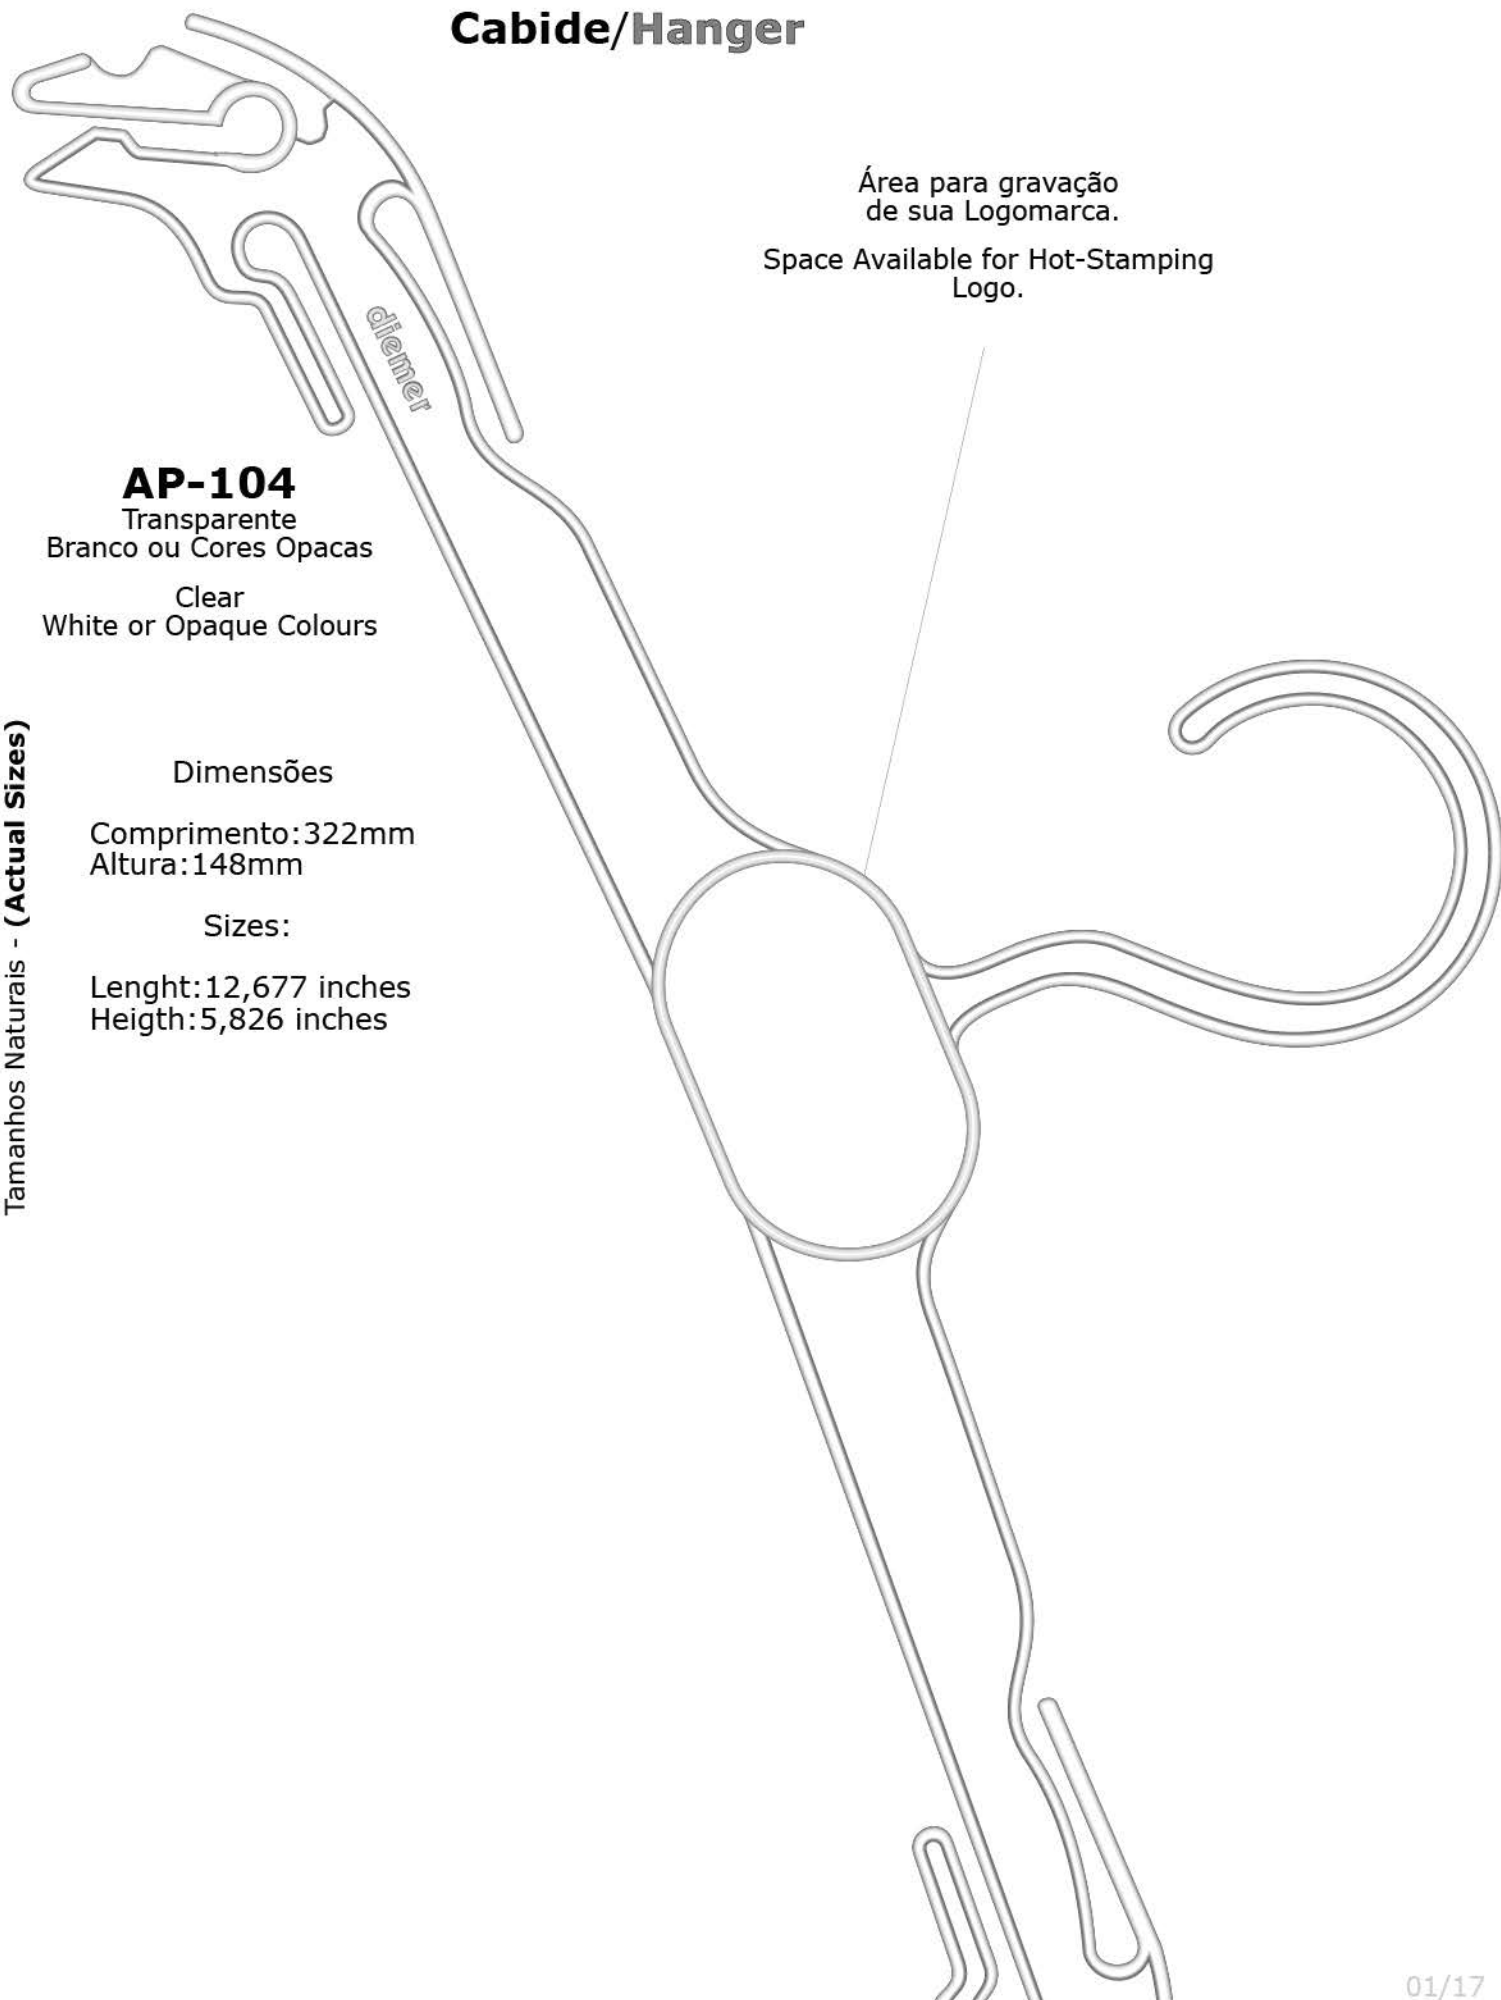 Cabide/Hanger
Área para gravação
de sua Logomarca.
Space Available for Hot-Stamping
Logo.
diemer
AP-104
Transparente
Branco ou Cores Opacas
Clear
White or Opaque Colours
Tamanhos Naturais - (Actual Sizes)
Dimensões
Comprimento:322mm
Altura:148mm
Sizes:
Lenght:12,677 inches
Heigth:5,826 inches
01/17